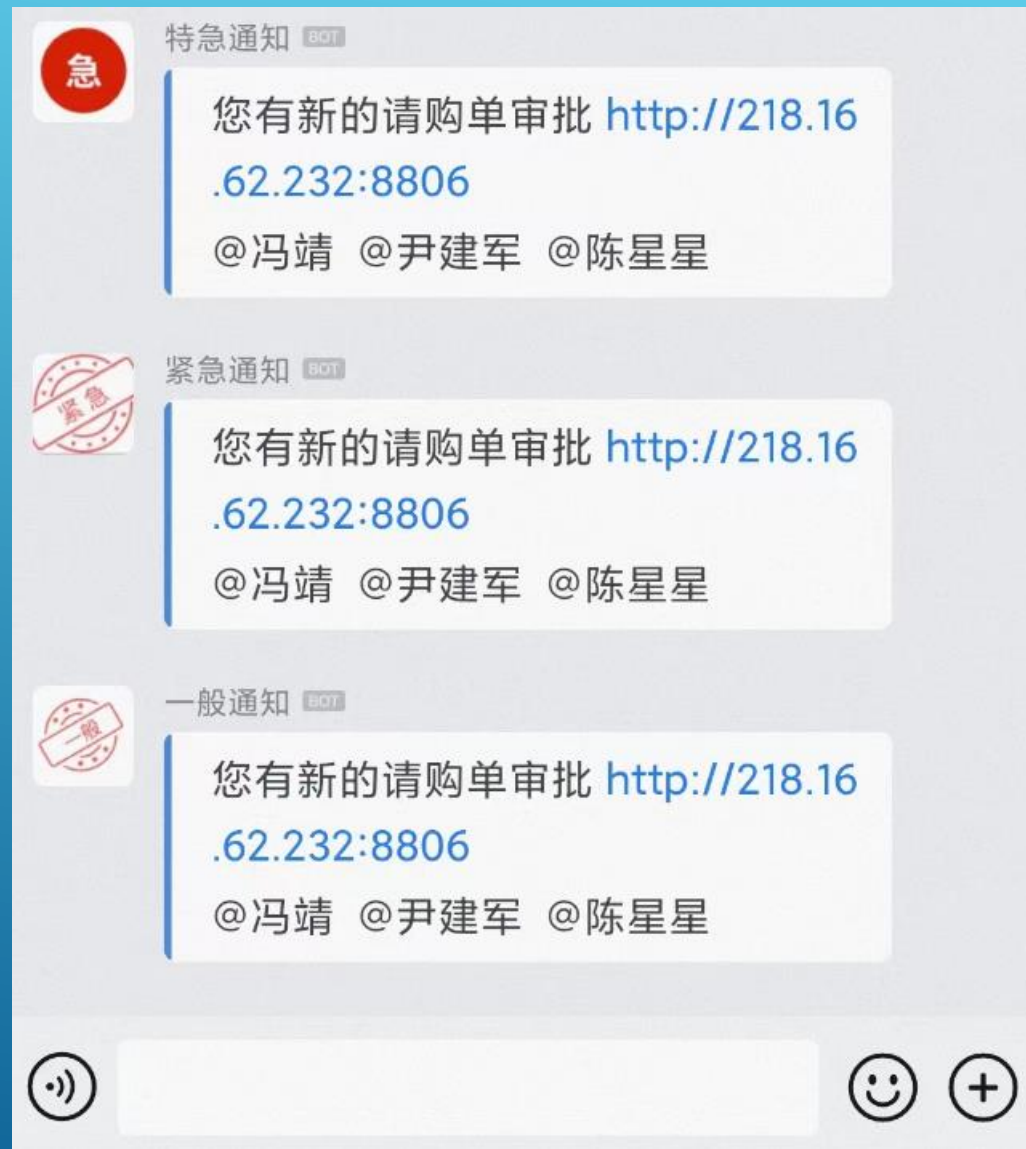 特急通知 BOT
急
您有新的请购单审批 http://218.16
.62.232:8806
@冯靖 @尹建军 @陈星星
紧急通知 BOT
紧急
您有新的请购单审批 http://218.16
.62.232:8806
@冯靖 @尹建军 @陈星星
一般通知 BOT
一般
您有新的请购单审批 http://218.16
.62.232:8806
@冯靖 @尹建军 @陈星星